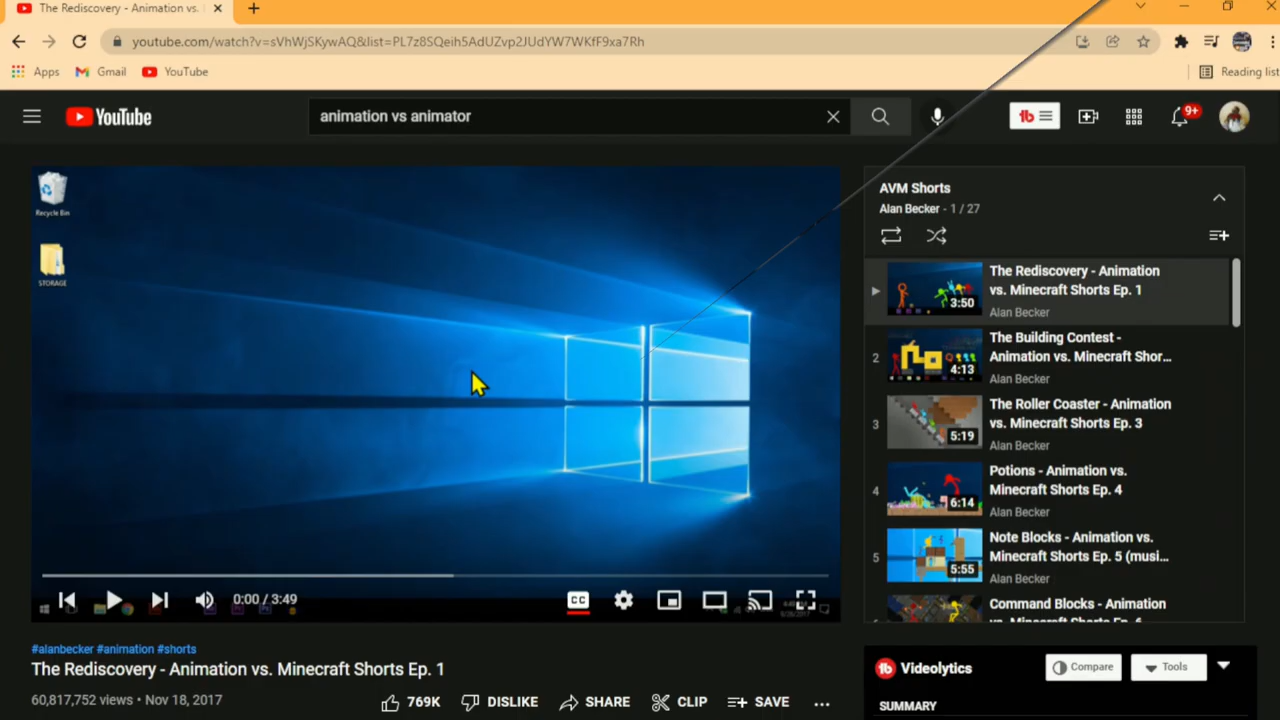 The Rediscovery - Animation vs.
youtube.com/watch?v=sVhWjSKywAQ&list=PL7z8SQeih5AdUZvp2JUdYW7WKfF9xa7Rh
Apps
Gmail
YouTube
Reading list
YouTube
animation vs animator
9+
Recycle Bin
STORAGE
0:00 / 3:49
CC
AVM Shorts
Alan Becker - 1 / 27
The Rediscovery - Animation
vs. Minecraft Shorts Ep. 1
Alan Becker
3:50
2
The Building Contest -
Animation vs. Minecraft Shor...
Alan Becker
4:13
3
The Roller Coaster - Animation
vs. Minecraft Shorts Ep. 3
Alan Becker
5:19
4
Potions - Animation vs.
Minecraft Shorts Ep. 4
Alan Becker
6:14
5
Note Blocks - Animation vs.
Minecraft Shorts Ep. 5 (musi...
Alan Becker
5:55
Command Blocks - Animation
#alanbecker #animation #shorts
The Rediscovery - Animation vs. Minecraft Shorts Ep. 1
60,817,752 views • Nov 18, 2017
769K
DISLIKE
SHARE
CLIP
SAVE
Videolytics
Compare
Tools
SUMMARY